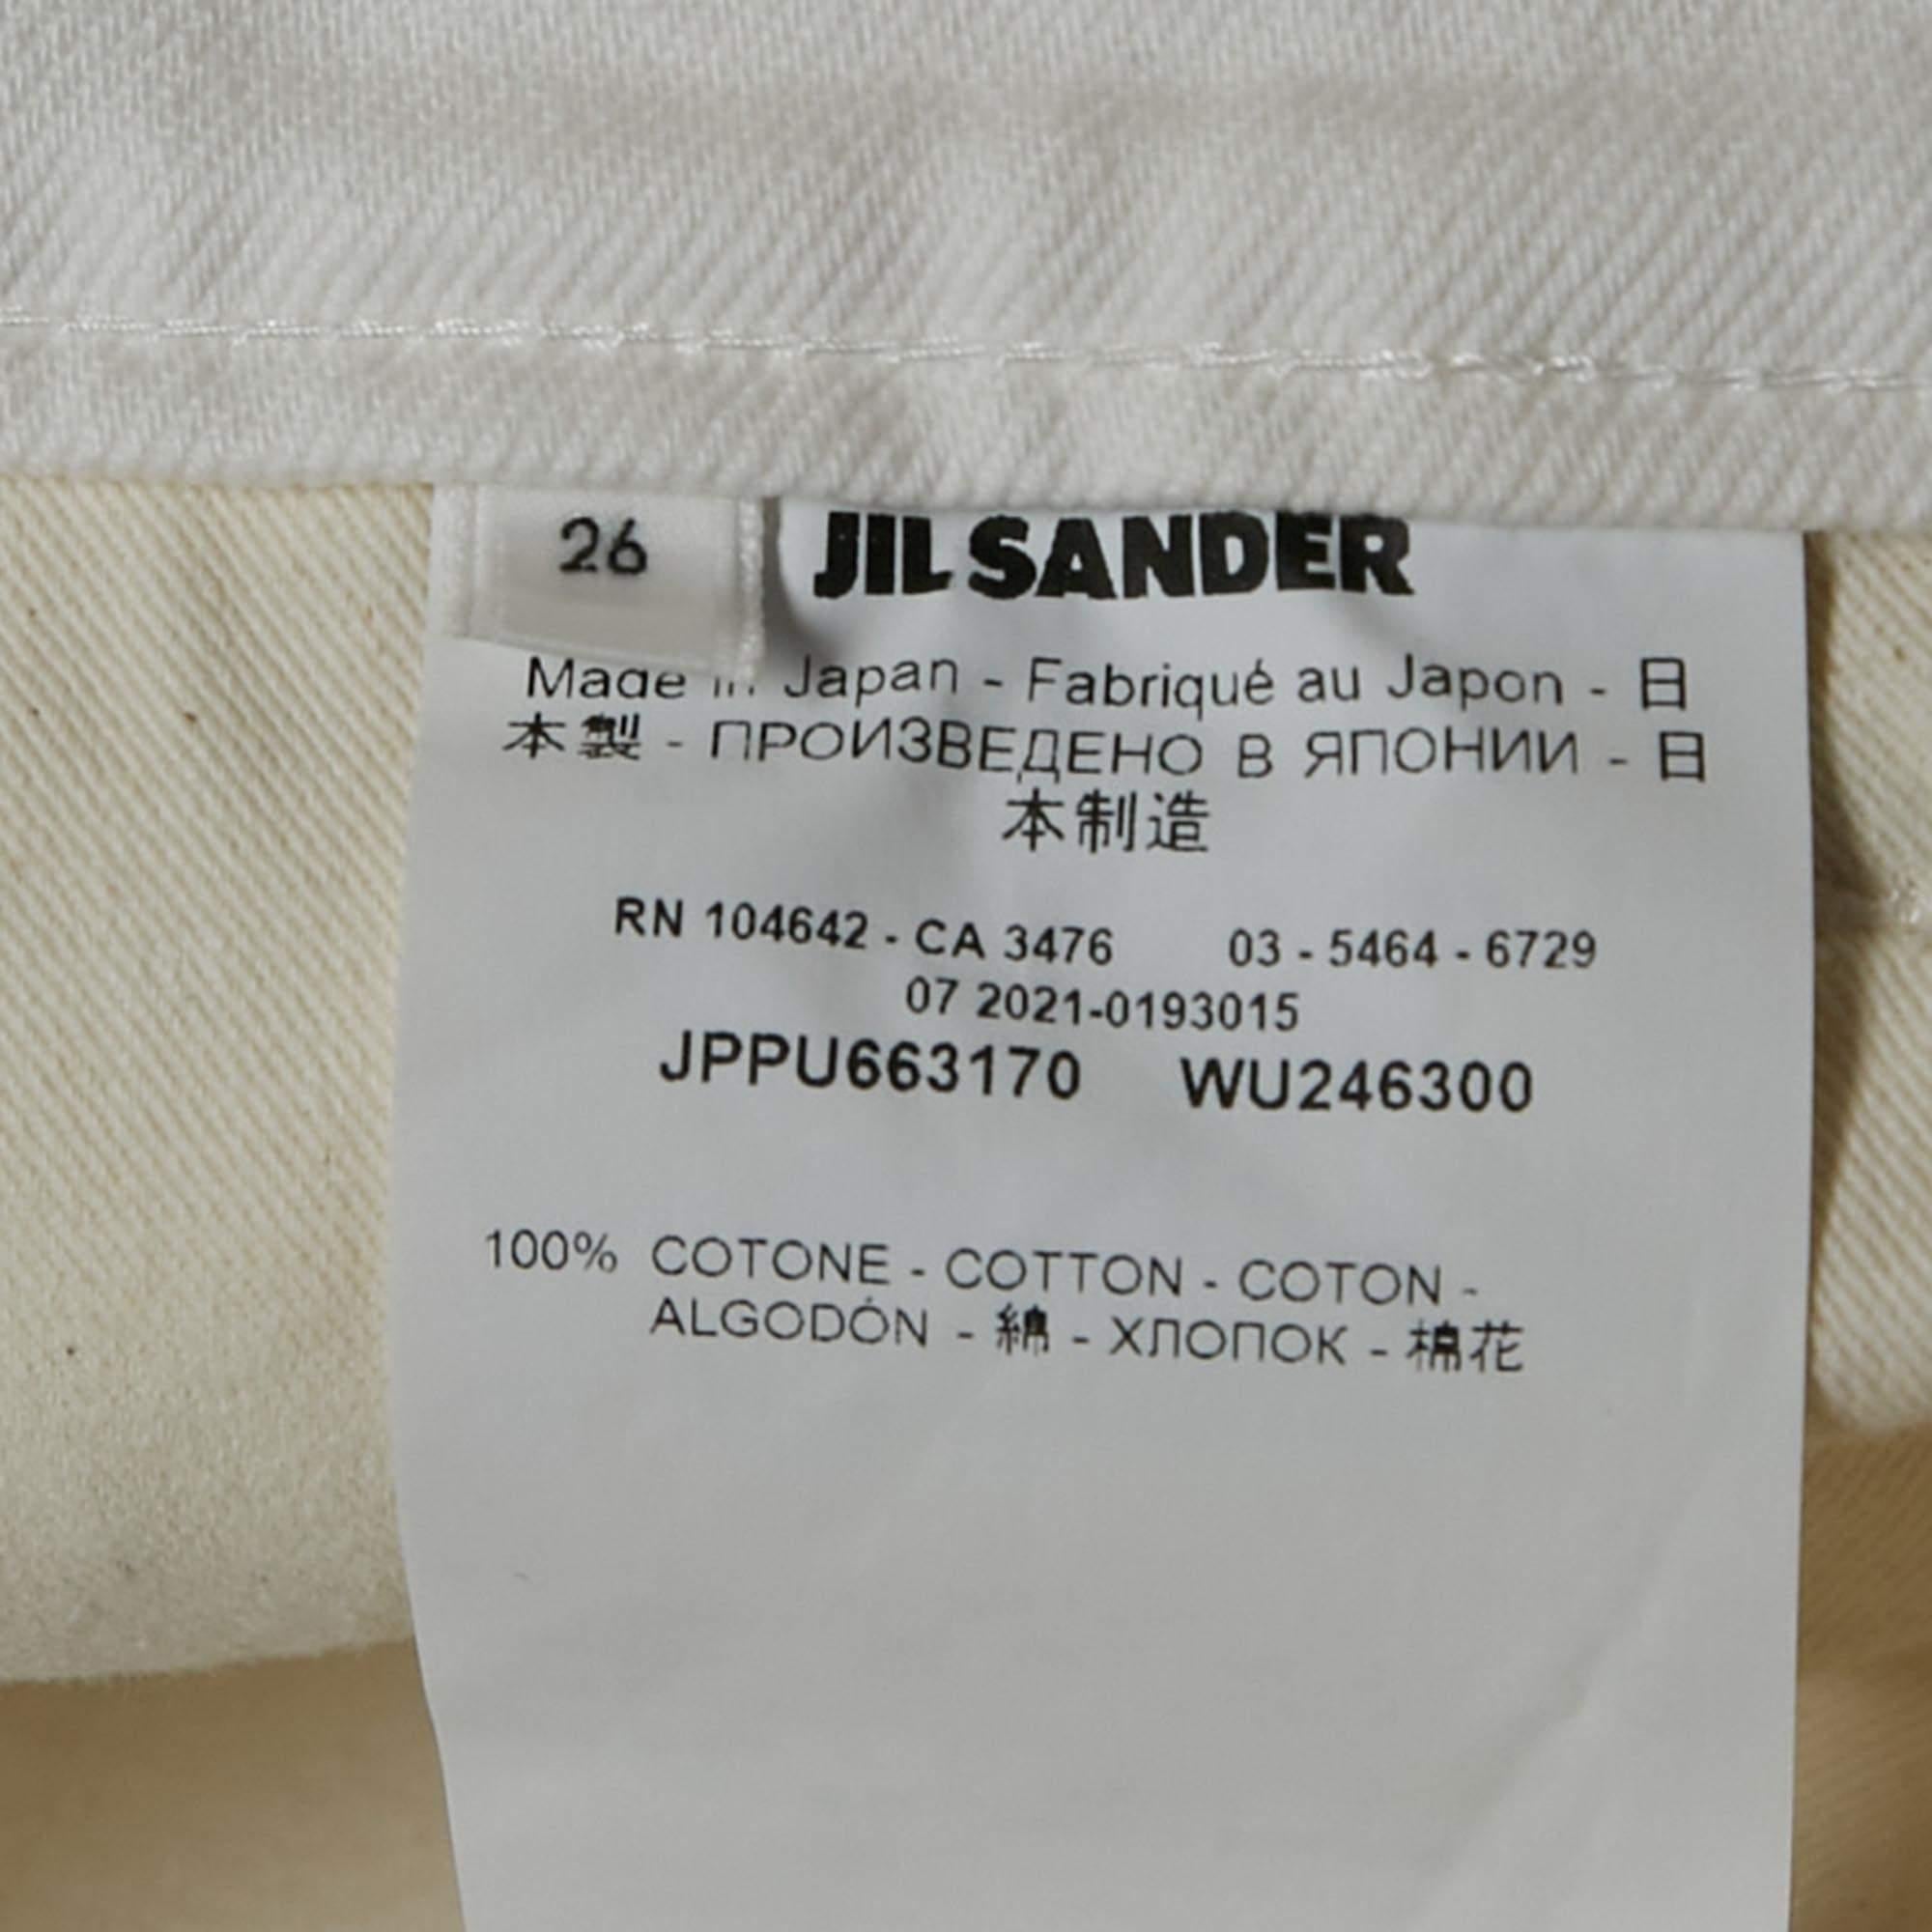 26
JIL SANDER
Made in Japan - Fabriqué au Japon - 日
本製 - ПРОИЗВЕДЕНО В ЯПОНИИ - 日
本制造
RN 104642 - CA 3476 03 - 5464 - 6729
07 2021-0193015
JPPU663170 WU246300
100% COTONE - COTTON - COTON -
ALGODÓN - 綿 - ХЛОПОК - 棉花